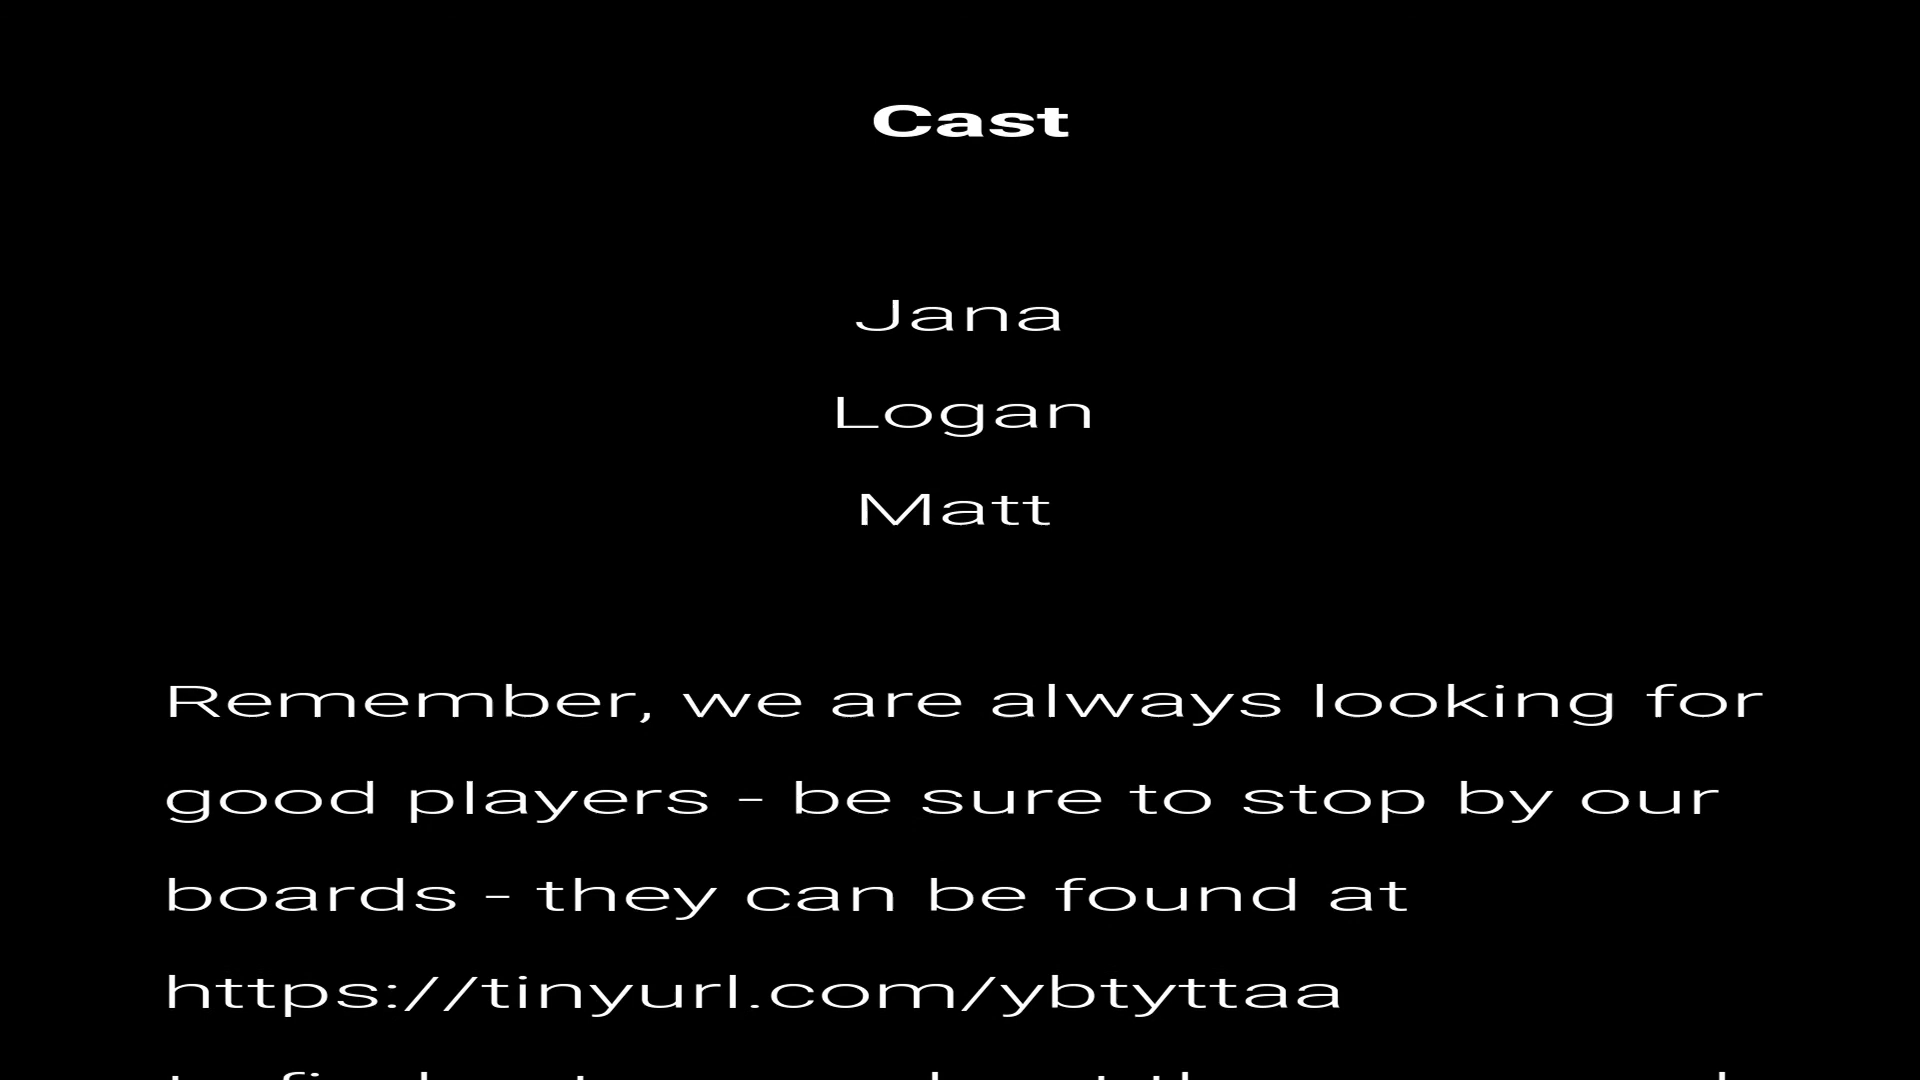 Cast
Jana
Logan
Matt
Remember, we are always looking for
good players - be sure to stop by our
boards - they can be found at
https://tinyurl.com/ybtyttaa